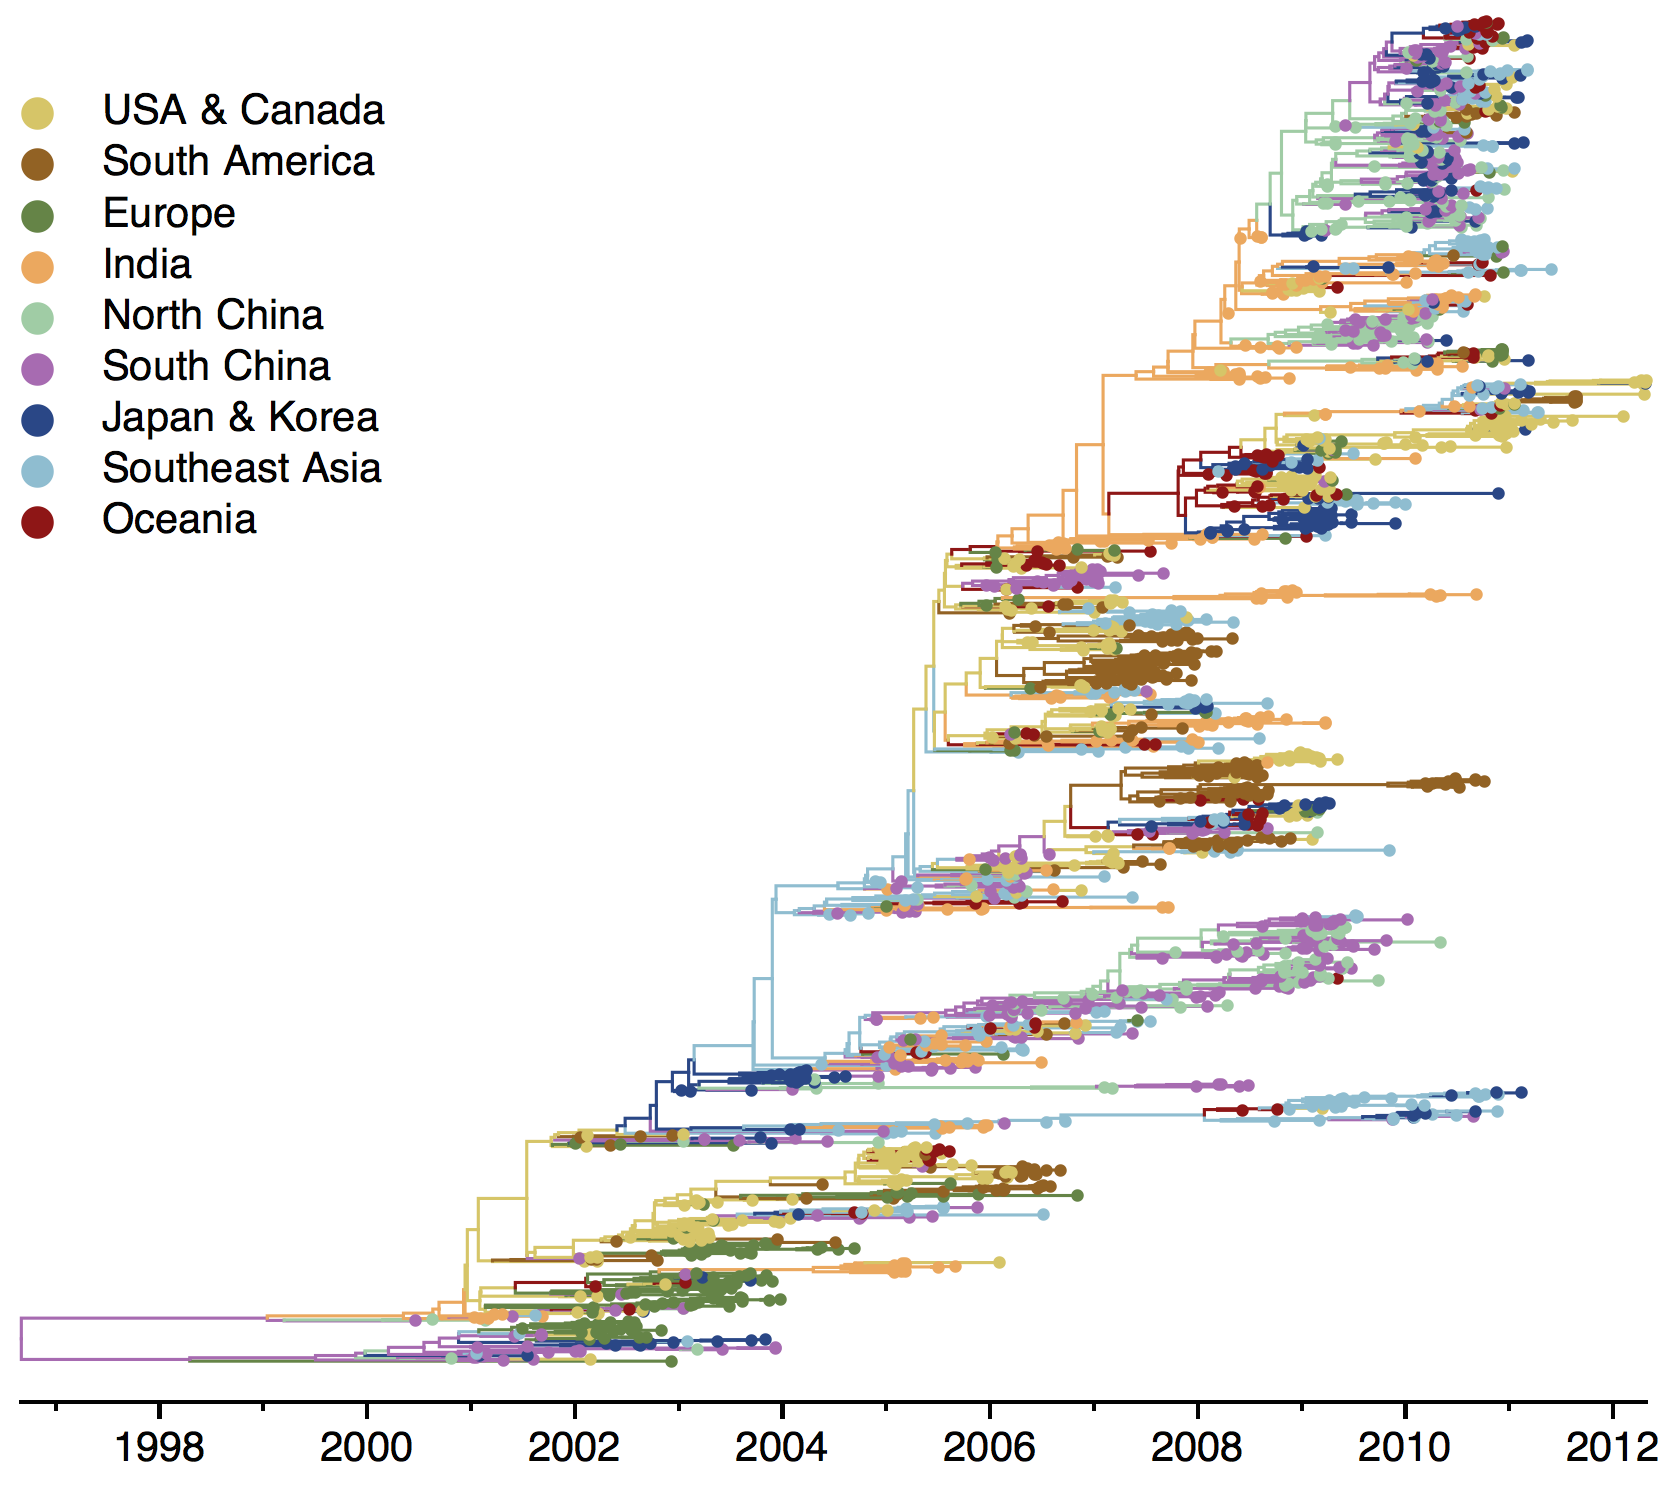 USA & Canada
South America
Europe
India
North China
South China
Japan & Korea
Southeast Asia
Oceania
1998 2000 2002 2004 2006 2008 2010 2012